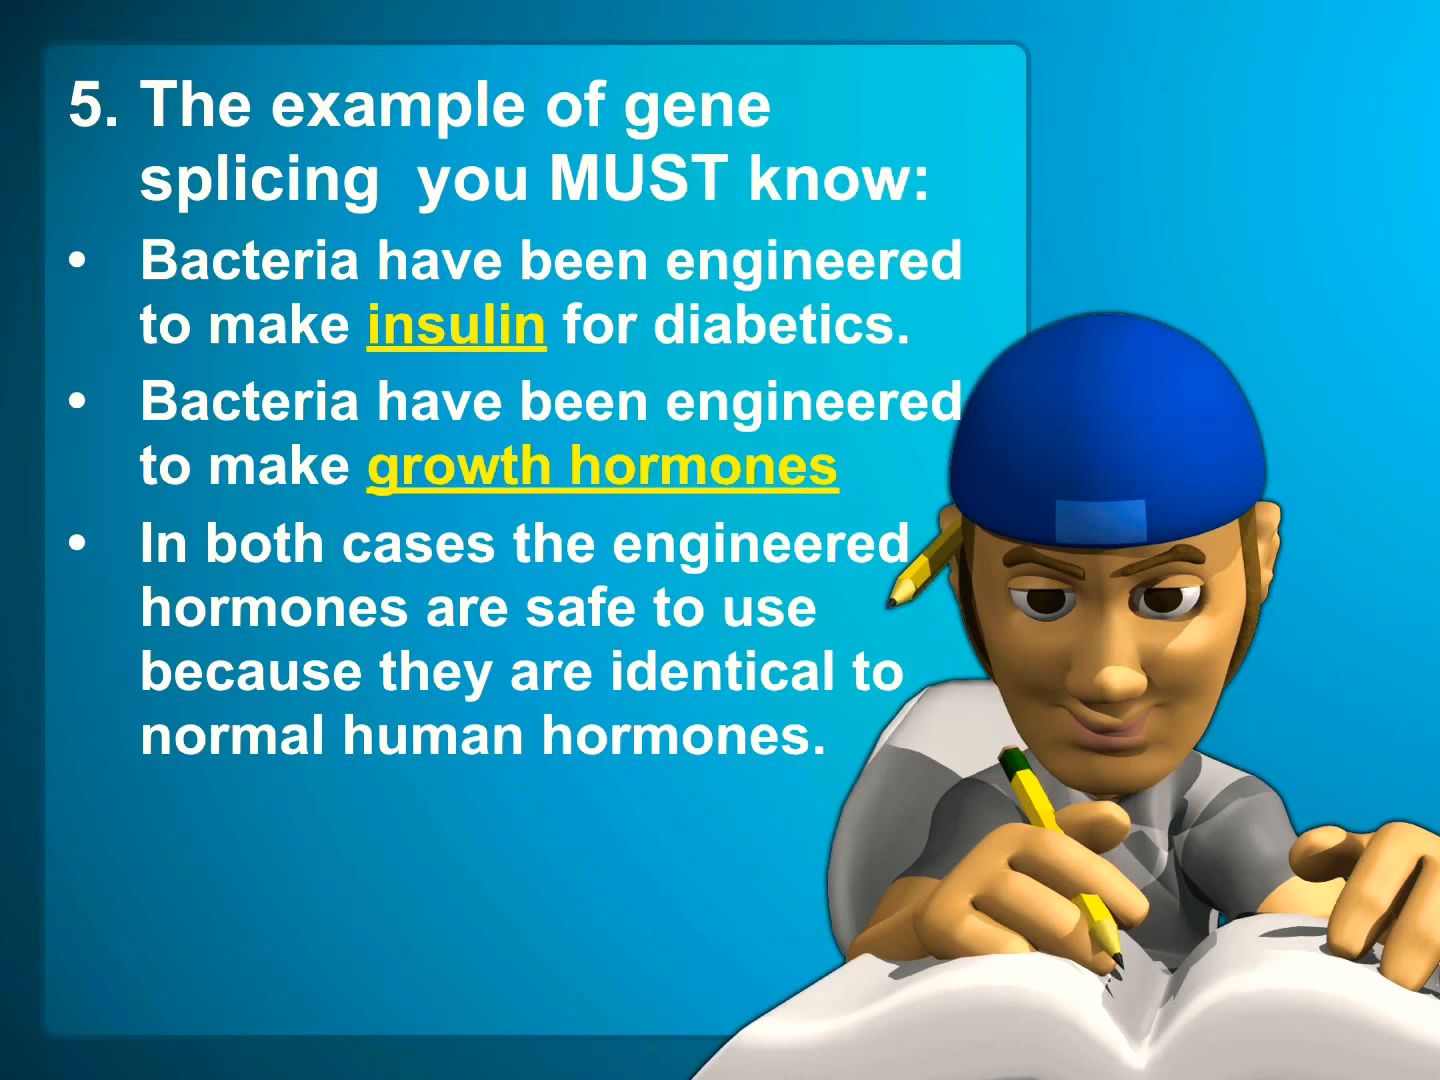 5. The example of gene
splicing  you MUST know:
• Bacteria have been engineered
to make insulin for diabetics.
• Bacteria have been engineered
to make growth hormones
• In both cases the engineered
hormones are safe to use
because they are identical to
normal human hormones.